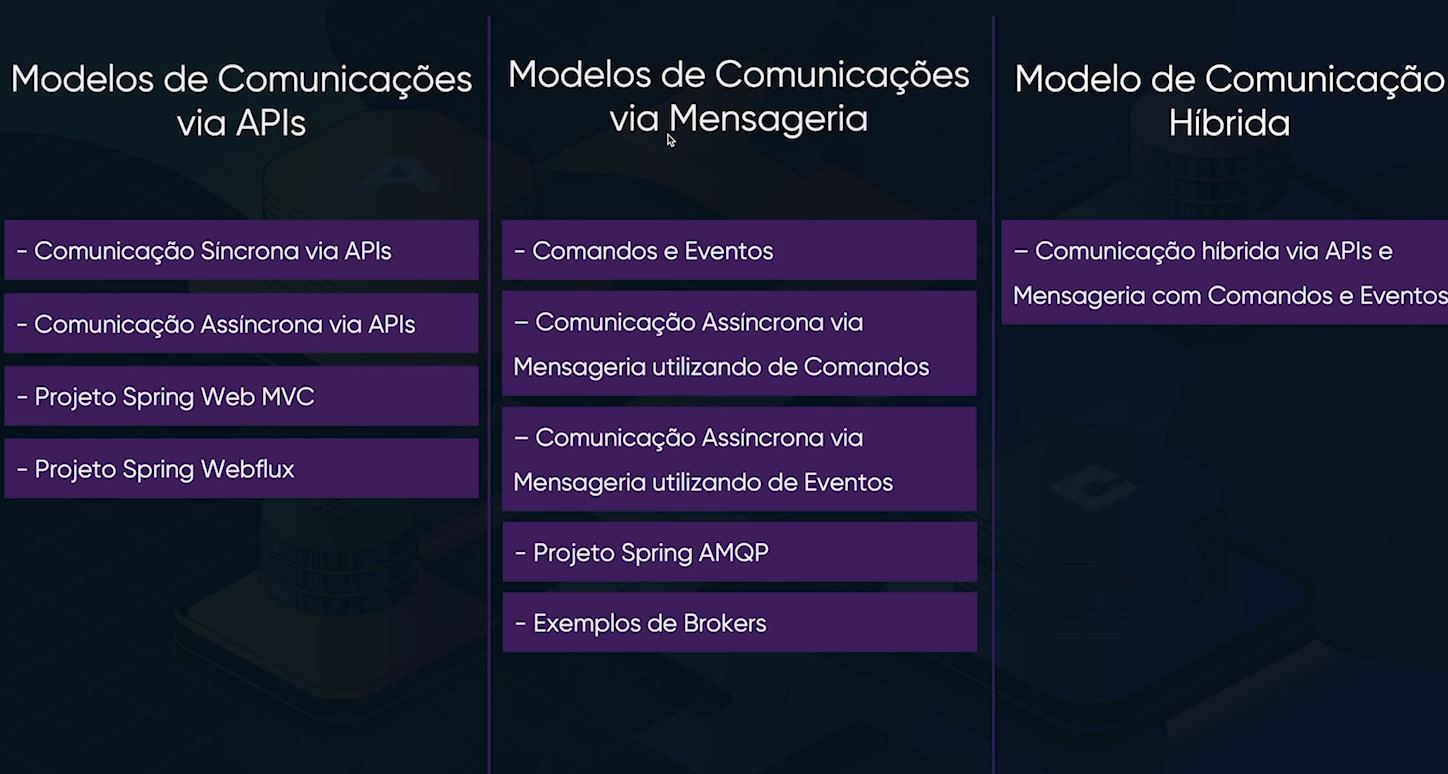 Modelos de Comunicações
via APIs
- Comunicação Síncrona via APIs
- Comunicação Assíncrona via APIs
- Projeto Spring Web MVC
- Projeto Spring Webflux
Modelos de Comunicações
via Mensageria
- Comandos e Eventos
– Comunicação Assíncrona via
Mensageria utilizando de Comandos
– Comunicação Assíncrona via
Mensageria utilizando de Eventos
- Projeto Spring AMQP
- Exemplos de Brokers
Modelo de Comunicação
Híbrida
– Comunicação híbrida via APIs e
Mensageria com Comandos e Eventos